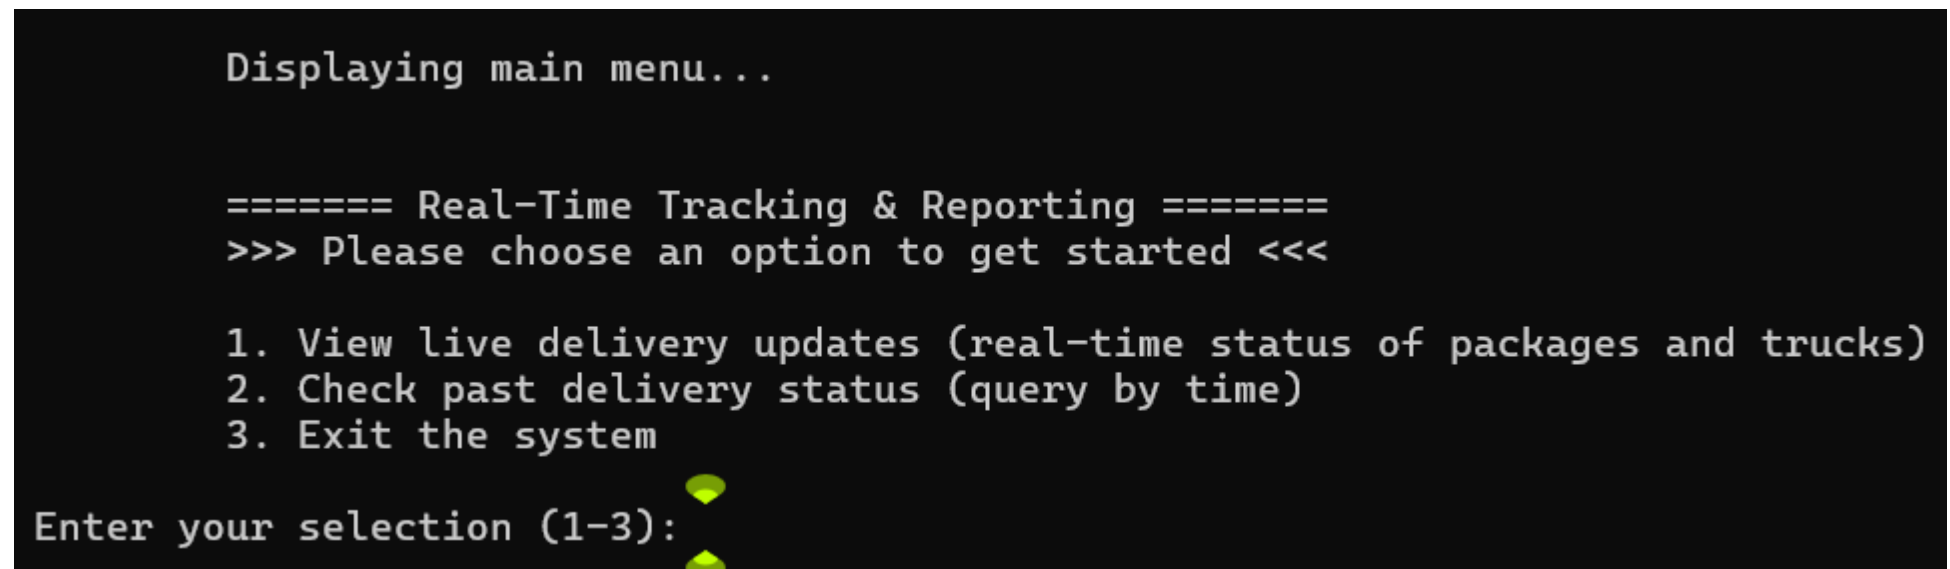 Displaying main menu...
======= Real-Time Tracking & Reporting =======
>>> Please choose an option to get started <<<
1. View live delivery updates (real-time status of packages and trucks)
2. Check past delivery status (query by time)
3. Exit the system
Enter your selection (1-3):